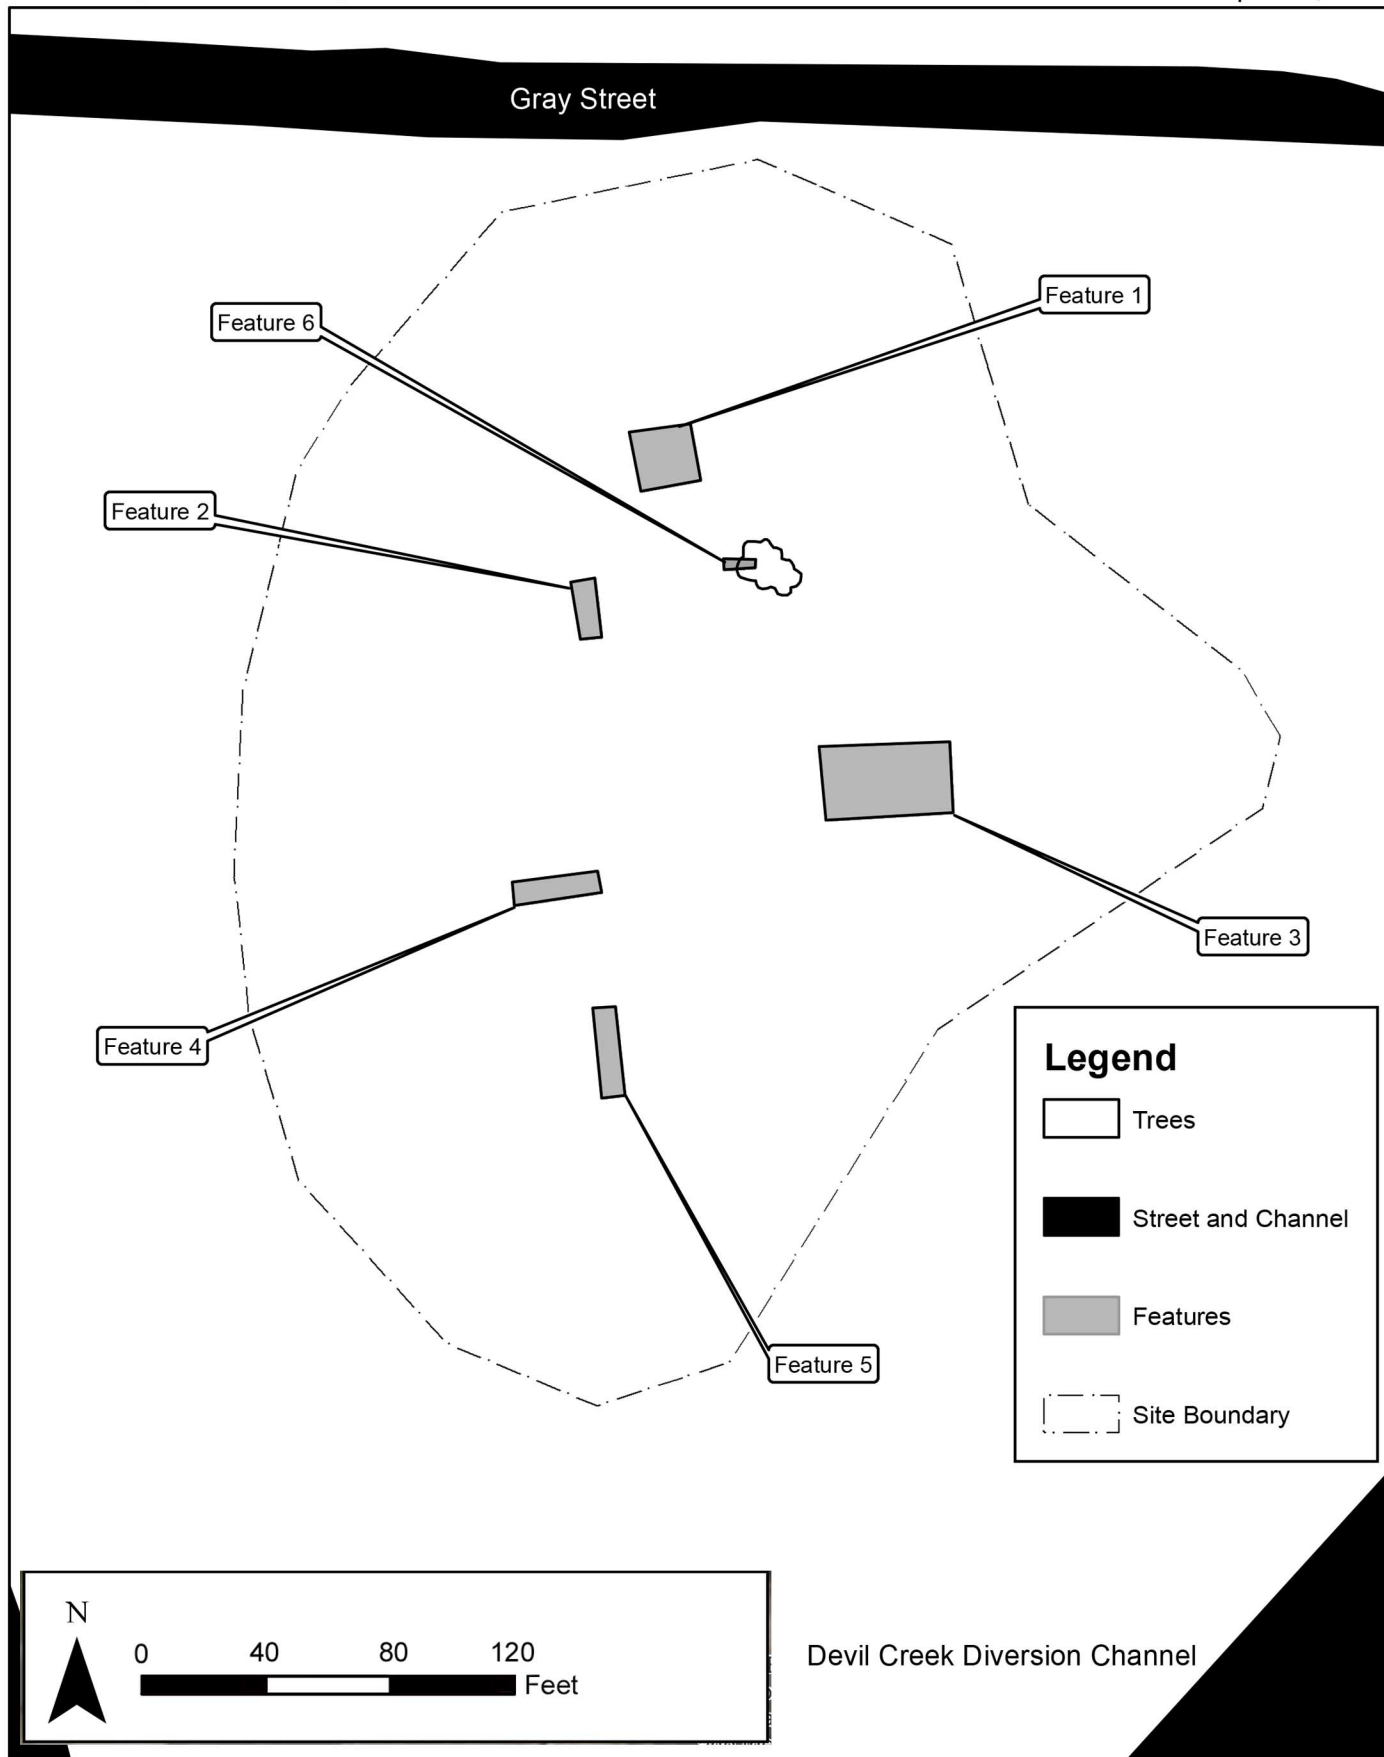 Gray Street
Feature 1
Feature 6
Feature 2
Feature 3
Feature 4
Feature 5
Legend
Trees
Street and Channel
Features
Site Boundary
N
0 40 80 120
Feet
Devil Creek Diversion Channel